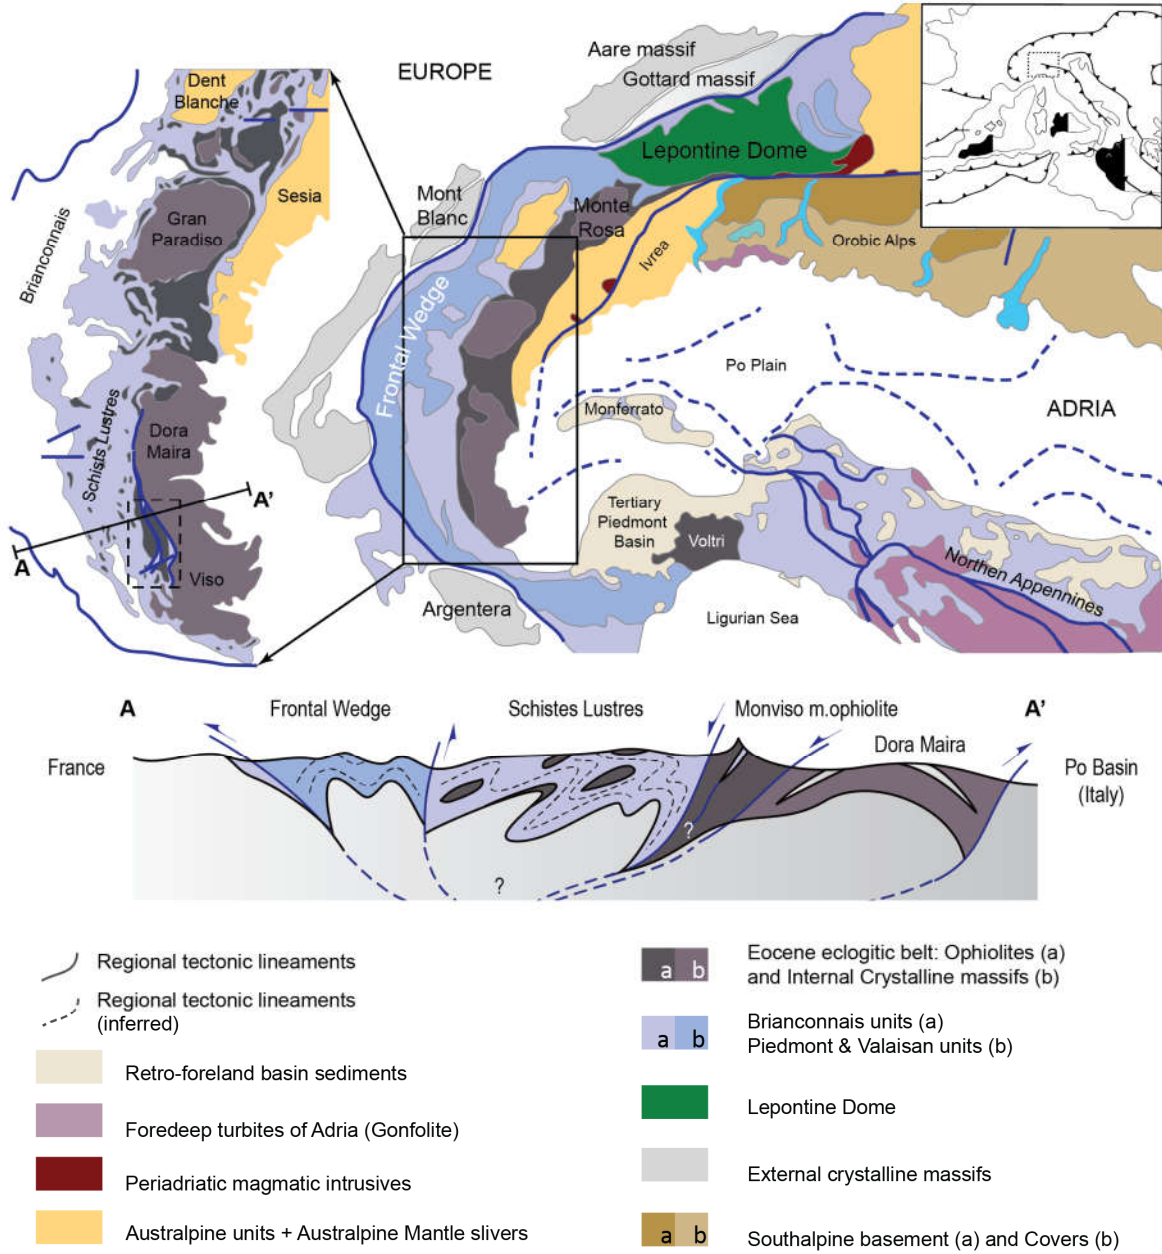 EUROPE
Aare massif
Gottard massif
Lepontine Dome
Dent
Blanche
Sesia
Gran
Paradiso
Brianconnais
Mont
Blanc
Monte
Rosa
Ivrea
Orobic Alps
Frontal Wedge
Po Plain
ADRIA
Monferrato
Schists Lustres
Dora
Maira
A'
A
Viso
Tertiary
Piedmont
Basin
Voltri
Northen Appennines
Argentera
Ligurian Sea
A
Frontal Wedge
Schistes Lustres
Monviso m.ophiolite
A'
Dora Maira
France
Po Basin
(Italy)
?
?
Regional tectonic lineaments
Regional tectonic lineaments
(inferred)
Retro-foreland basin sediments
Foredeep turbites of Adria (Gonfolite)
Periadriatic magmatic intrusives
Australpine units + Australpine Mantle slivers
a b
Eocene eclogitic belt: Ophiolites (a)
and Internal Crystalline massifs (b)
a b
Brianconnais units (a)
Piedmont & Valaisan units (b)
Lepontine Dome
External crystalline massifs
a b
Southalpine basement (a) and Covers (b)